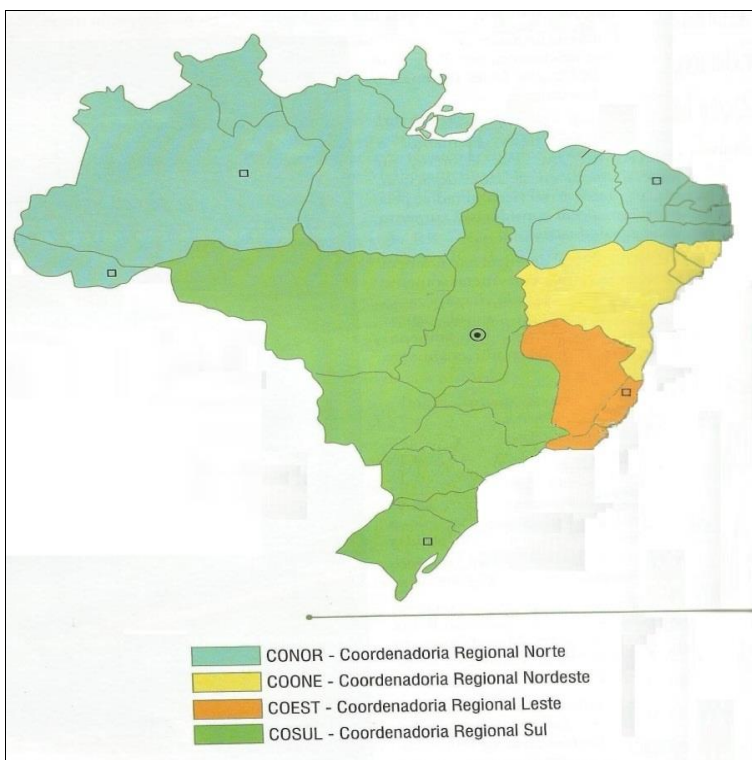 CONOR - Coordenadoria Regional Norte
COONE - Coordenadoria Regional Nordeste
COEST - Coordenadoria Regional Leste
COSUL - Coordenadoria Regional Sul